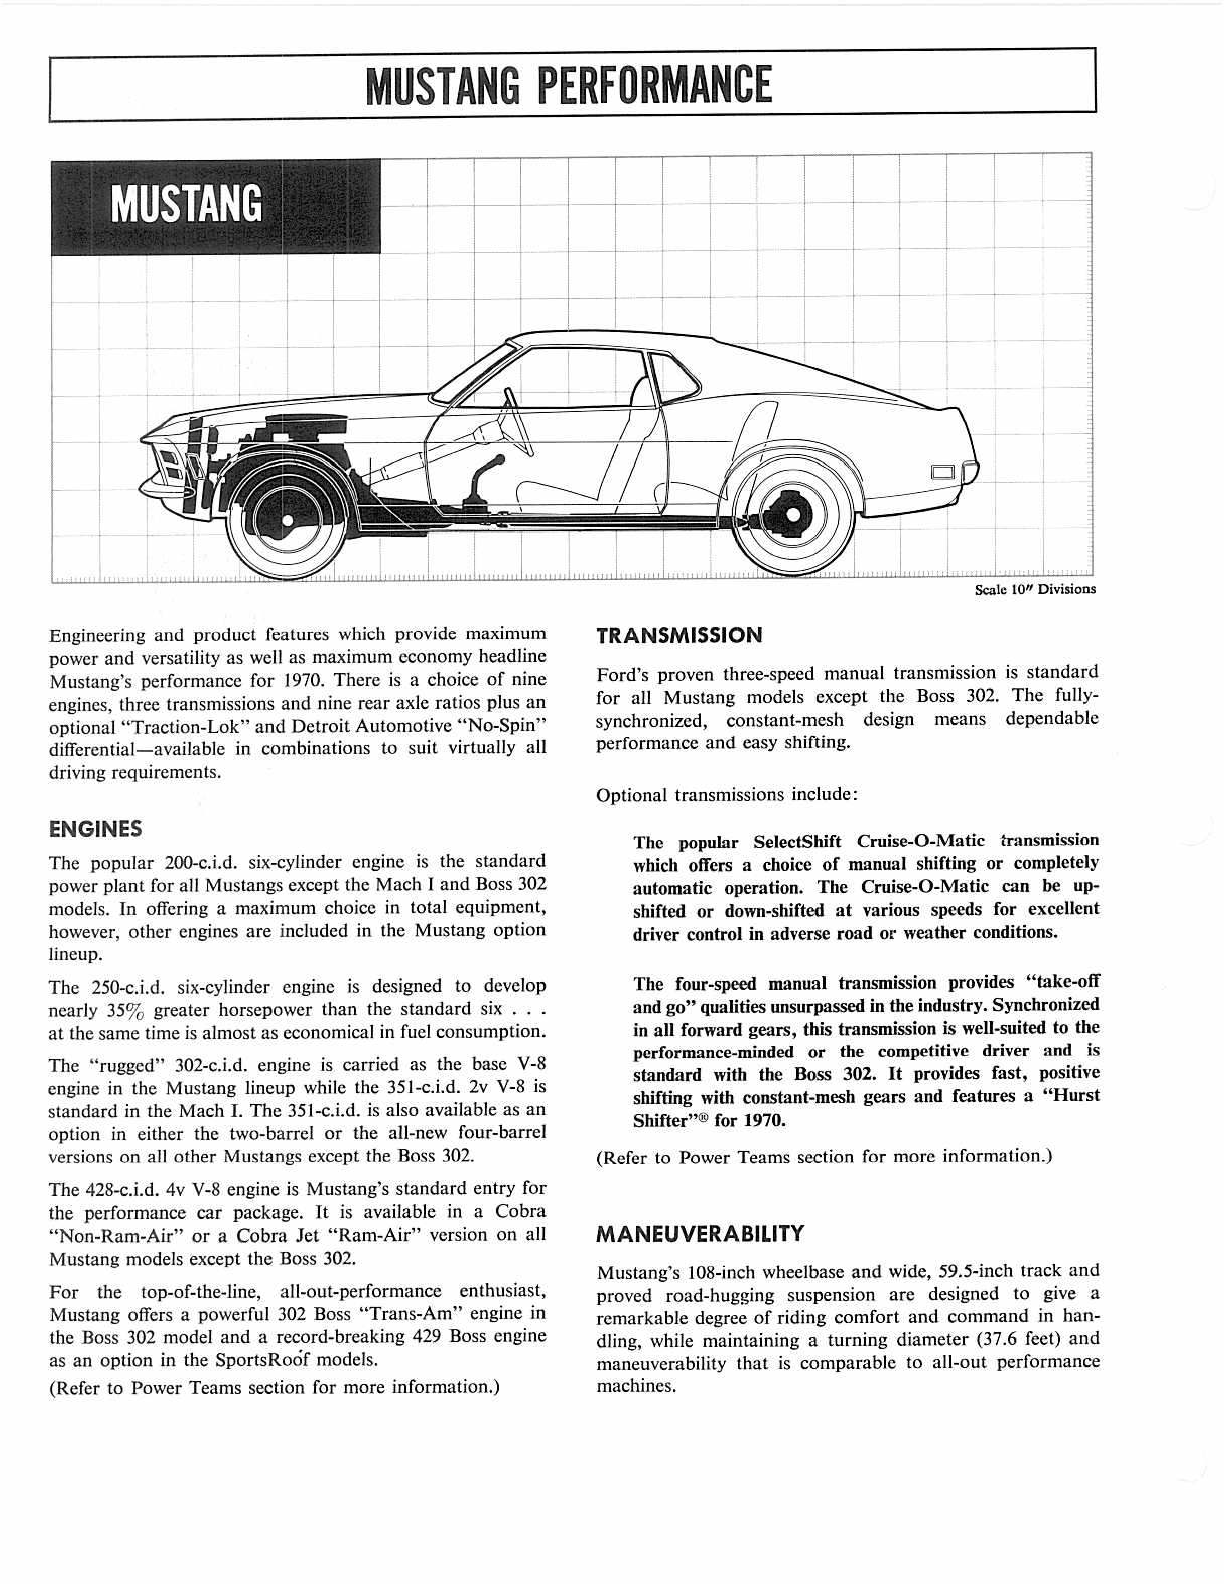 MUSTANG PERFORMANCE
MUSTANG
Scale 10″ Divisions
Engineering and product features which provide maximum
power and versatility as well as maximum economy headline
Mustang's performance for 1970. There is a choice of nine
engines, three transmissions and nine rear axle ratios plus an
optional “Traction-Lok” and Detroit Automotive “No-Spin”
differential—available in combinations to suit virtually all
driving requirements.
ENGINES
The popular 200-c.i.d. six-cylinder engine is the standard
power plant for all Mustangs except the Mach I and Boss 302
models. In offering a maximum choice in total equipment,
however, other engines are included in the Mustang option
lineup.
The 250-c.i.d. six-cylinder engine is designed to develop
nearly 35% greater horsepower than the standard six . . .
at the same time is almost as economical in fuel consumption.
The “rugged” 302-c.i.d. engine is carried as the base V-8
engine in the Mustang lineup while the 351-c.i.d. 2v V-8 is
standard in the Mach I. The 351-c.i.d. is also available as an
option in either the two-barrel or the all-new four-barrel
versions on all other Mustangs except the Boss 302.
The 428-c.i.d. 4v V-8 engine is Mustang's standard entry for
the performance car package. It is available in a Cobra
“Non-Ram-Air” or a Cobra Jet “Ram-Air” version on all
Mustang models except the Boss 302.
For the top-of-the-line, all-out-performance enthusiast,
Mustang offers a powerful 302 Boss “Trans-Am” engine in
the Boss 302 model and a record-breaking 429 Boss engine
as an option in the SportsRoof models.
(Refer to Power Teams section for more information.)
TRANSMISSION
Ford's proven three-speed manual transmission is standard
for all Mustang models except the Boss 302. The fully-
synchronized, constant-mesh design means dependable
performance and easy shifting.
Optional transmissions include:
The popular SelectShift Cruise-O-Matic transmission
which offers a choice of manual shifting or completely
automatic operation. The Cruise-O-Matic can be up-
shifted or down-shifted at various speeds for excellent
driver control in adverse road or weather conditions.
The four-speed manual transmission provides “take-off
and go” qualities unsurpassed in the industry. Synchronized
in all forward gears, this transmission is well-suited to the
performance-minded or the competitive driver and is
standard with the Boss 302. It provides fast, positive
shifting with constant-mesh gears and features a “Hurst
Shifter”® for 1970.
(Refer to Power Teams section for more information.)
MANEUVERABILITY
Mustang's 108-inch wheelbase and wide, 59.5-inch track and
proved road-hugging suspension are designed to give a
remarkable degree of riding comfort and command in han-
dling, while maintaining a turning diameter (37.6 feet) and
maneuverability that is comparable to all-out performance
machines.